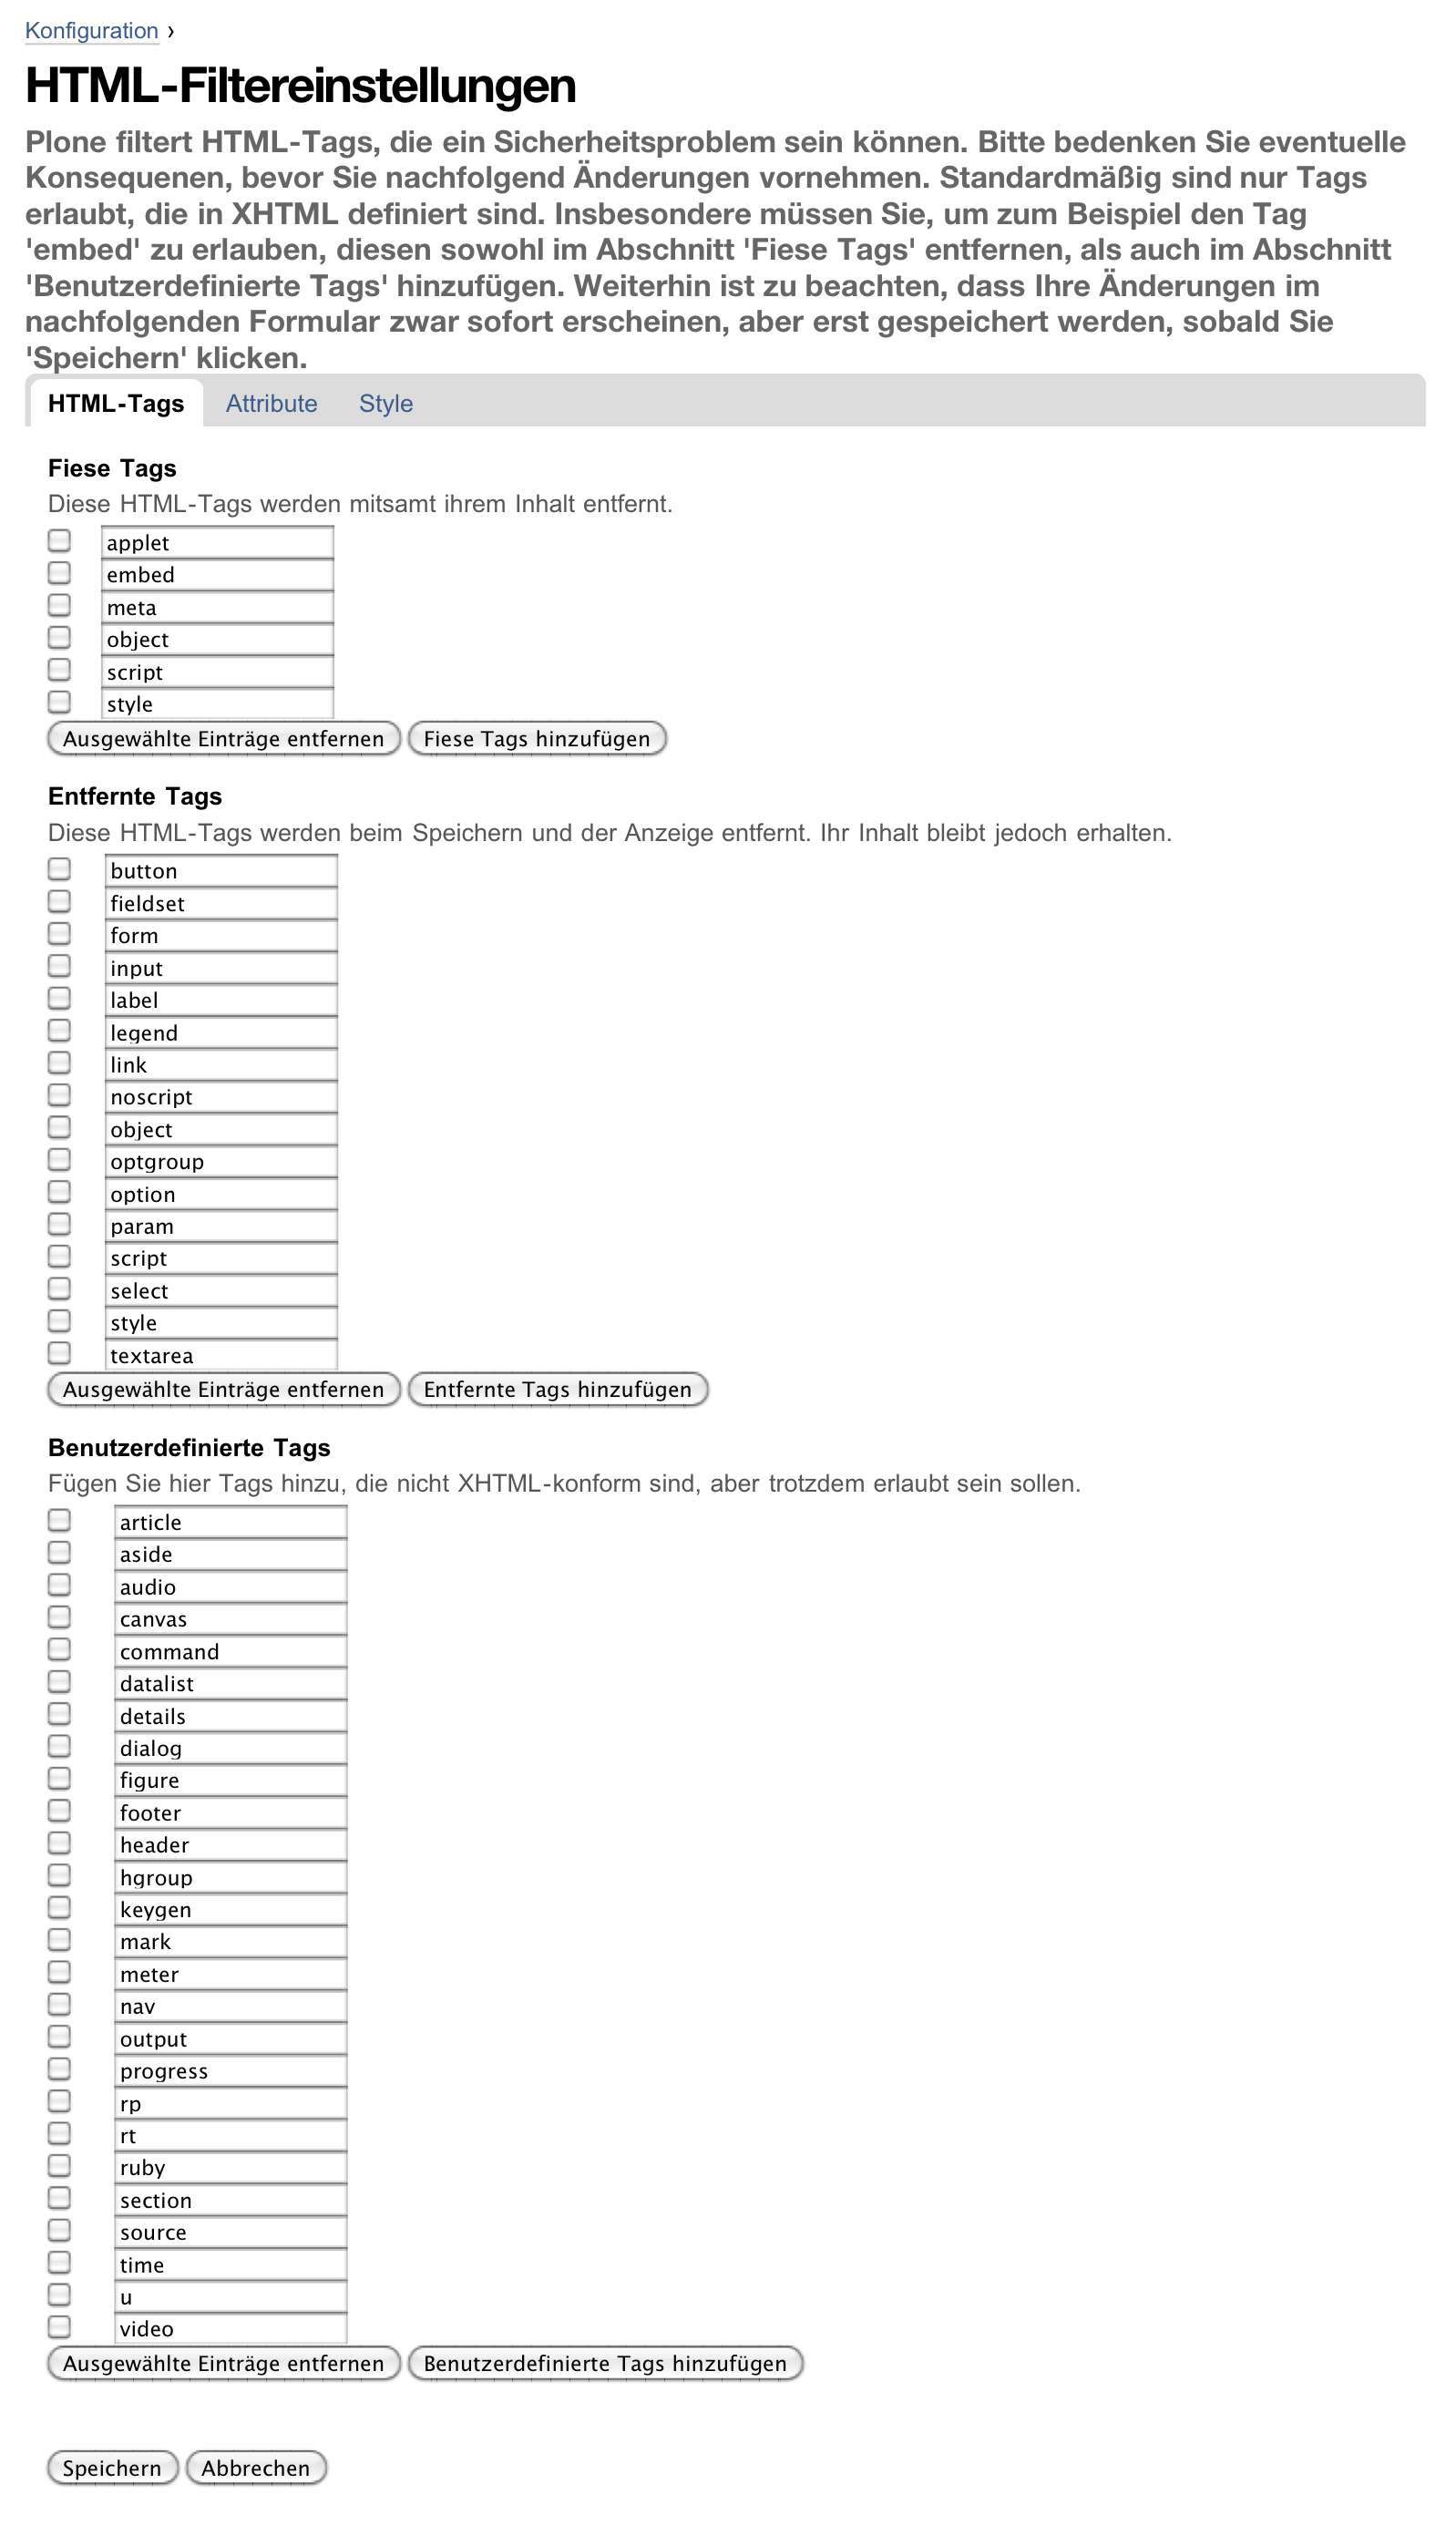 Konfiguration ›
HTML-Filtereinstellungen
Plone filtert HTML-Tags, die ein Sicherheitsproblem sein können. Bitte bedenken Sie eventuelle
Konsequenen, bevor Sie nachfolgend Änderungen vornehmen. Standardmäßig sind nur Tags
erlaubt, die in XHTML definiert sind. Insbesondere müssen Sie, um zum Beispiel den Tag
'embed' zu erlauben, diesen sowohl im Abschnitt 'Fiese Tags' entfernen, als auch im Abschnitt
'Benutzerdefinierte Tags' hinzufügen. Weiterhin ist zu beachten, dass Ihre Änderungen im
nachfolgenden Formular zwar sofort erscheinen, aber erst gespeichert werden, sobald Sie
'Speichern' klicken.
HTML-Tags Attribute Style
Fiese Tags
Diese HTML-Tags werden mitsamt ihrem Inhalt entfernt.
applet
embed
meta
object
script
style
Ausgewählte Einträge entfernen Fiese Tags hinzufügen
Entfernte Tags
Diese HTML-Tags werden beim Speichern und der Anzeige entfernt. Ihr Inhalt bleibt jedoch erhalten.
button
fieldset
form
input
label
legend
link
noscript
object
optgroup
option
param
script
select
style
textarea
Ausgewählte Einträge entfernen Entfernte Tags hinzufügen
Benutzerdefinierte Tags
Fügen Sie hier Tags hinzu, die nicht XHTML-konform sind, aber trotzdem erlaubt sein sollen.
article
aside
audio
canvas
command
datalist
details
dialog
figure
footer
header
hgroup
keygen
mark
meter
nav
output
progress
rp
rt
ruby
section
source
time
u
video
Ausgewählte Einträge entfernen Benutzerdefinierte Tags hinzufügen
Speichern Abbrechen